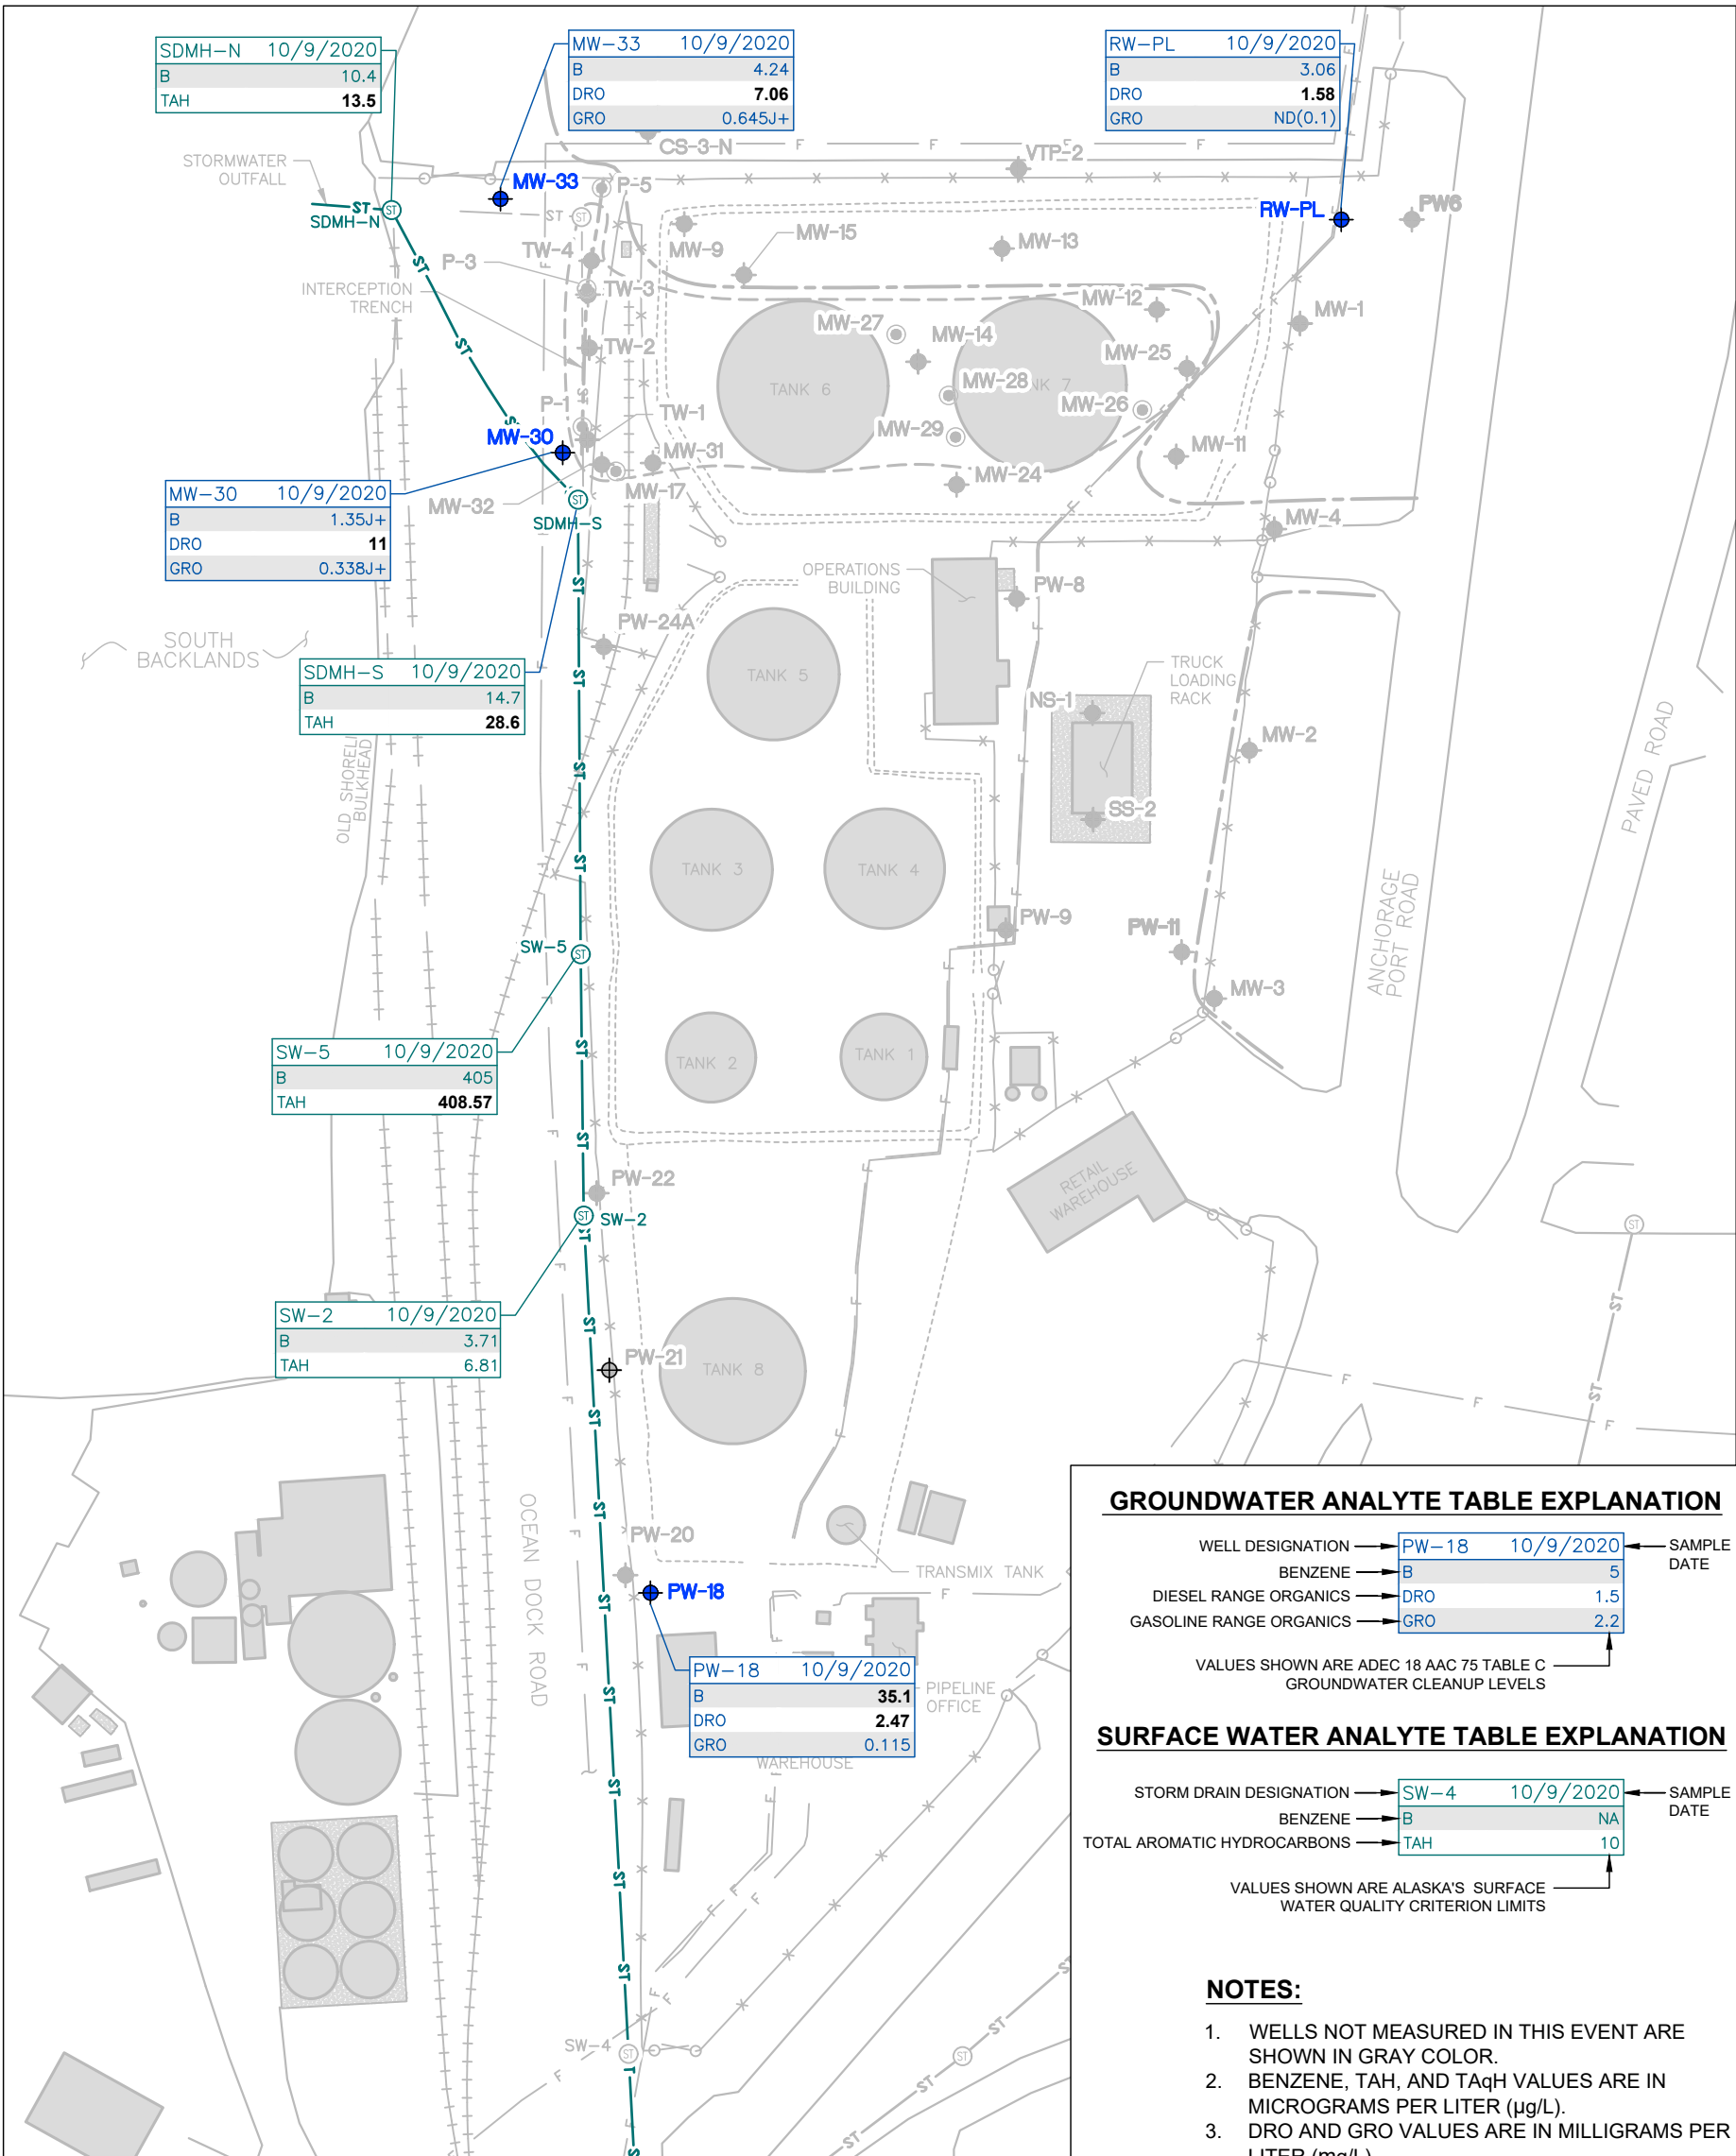 SDMH-N 10/9/2020
B 10.4
TAH 13.5
MW-33 10/9/2020
B 4.24
DRO 7.06
GRO 0.645J+
RW-PL 10/9/2020
B 3.06
DRO 1.58
GRO ND(0.1)
CS-3-N
VTP-2
STORMWATER
OUTFALL
MW-33
P-5
RW-PL
PW6
ST
SDMH-N
ST
MW-9
MW-15
MW-13
TW-4
P-3
INTERCEPTION
TRENCH
TW-3
MW-12
MW-1
MW-27
MW-14
TW-2
MW-25
TANK 6
MW-28
NK 7
MW-26
P-1
TW-1
MW-29
MW-30
MW-31
MW-11
MW-24
MW-17
MW-32
SDMH-S
MW-4
MW-30 10/9/2020
B 1.35J+
DRO 11
GRO 0.338J+
OPERATIONS
BUILDING
PW-8
PW-24A
SOUTH
BACKLANDS
SDMH-S 10/9/2020
B 14.7
TAH 28.6
TANK 5
TRUCK
LOADING
RACK
NS-1
MW-2
OLD SHORELI
BULKHEAD
SS-2
PAVED ROAD
TANK 3
TANK 4
ANCHORAGE
PORT ROAD
PW-9
PW-11
SW-5
MW-3
SW-5 10/9/2020
B 405
TAH 408.57
TANK 2
TANK 1
RETAIL
WAREHOUSE
PW-22
SW-2
SW-2 10/9/2020
B 3.71
TAH 6.81
PW-21
TANK 8
OCEAN DOCK ROAD
PW-20
TRANSMIX TANK
PW-18
PW-18 10/9/2020
B 35.1
DRO 2.47
GRO 0.115
PIPELINE
OFFICE
WAREHOUSE
SW-4
GROUNDWATER ANALYTE TABLE EXPLANATION
WELL DESIGNATION PW-18 10/9/2020 SAMPLE
DATE
BENZENE B 5
DIESEL RANGE ORGANICS DRO 1.5
GASOLINE RANGE ORGANICS GRO 2.2
VALUES SHOWN ARE ADEC 18 AAC 75 TABLE C
GROUNDWATER CLEANUP LEVELS
SURFACE WATER ANALYTE TABLE EXPLANATION
STORM DRAIN DESIGNATION SW-4 10/9/2020 SAMPLE
DATE
BENZENE B NA
TOTAL AROMATIC HYDROCARBONS TAH 10
VALUES SHOWN ARE ALASKA'S SURFACE
WATER QUALITY CRITERION LIMITS
NOTES:
1. WELLS NOT MEASURED IN THIS EVENT ARE
SHOWN IN GRAY COLOR.
2. BENZENE, TAH, AND TAqH VALUES ARE IN
MICROGRAMS PER LITER (µg/L).
3. DRO AND GRO VALUES ARE IN MILLIGRAMS PER
LITER (mg/L)